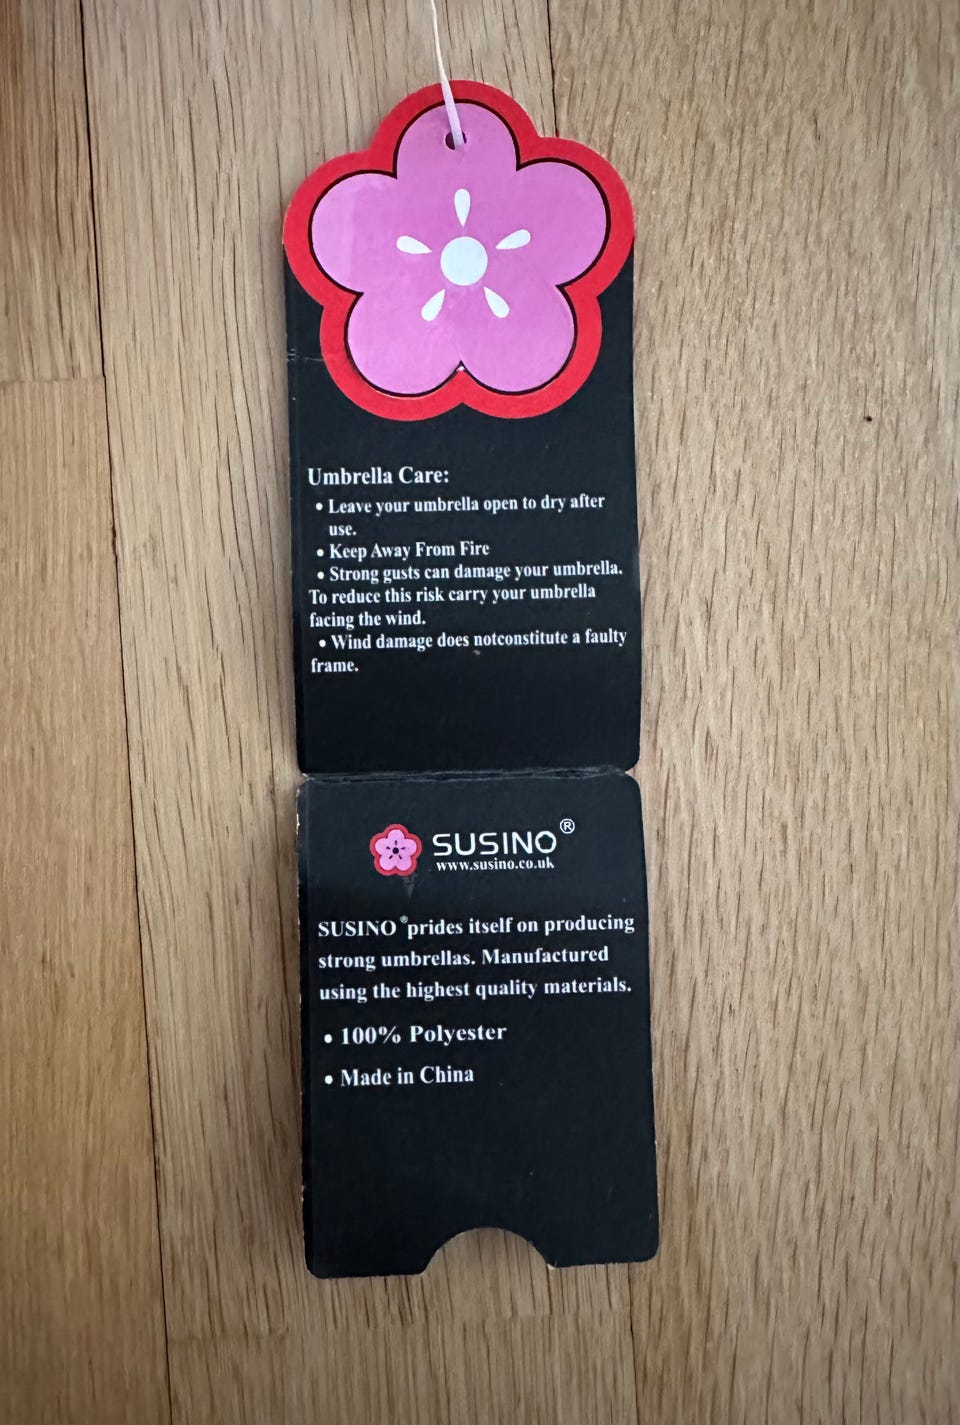 Umbrella Care:
• Leave your umbrella open to dry after
use.
• Keep Away From Fire
• Strong gusts can damage your umbrella.
To reduce this risk carry your umbrella
facing the wind.
• Wind damage does notconstitute a faulty
frame.
SUSINO®
www.susino.co.uk
SUSINO®prides itself on producing
strong umbrellas. Manufactured
using the highest quality materials.
• 100% Polyester
• Made in China